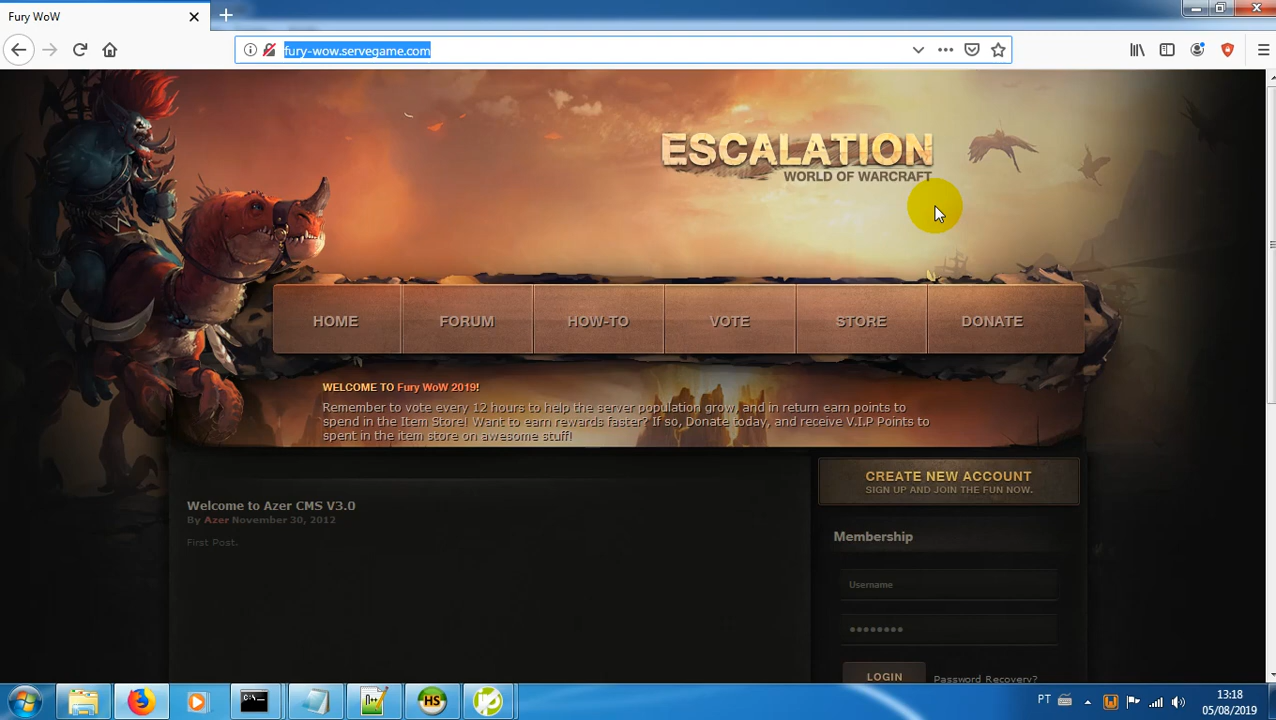 Fury WoW
fury-wow.servegame.com
ESCALATION
WORLD OF WARCRAFT
HOME
FORUM
HOW-TO
VOTE
STORE
DONATE
WELCOME TO Fury WoW 2019!
Remember to vote every 12 hours to help the server population grow, and in return earn points to
spend in the Item Store! Want to earn rewards faster? If so, Donate today, and receive V.I.P Points to
spent in the item store on awesome stuff!
CREATE NEW ACCOUNT
SIGN UP AND JOIN THE FUN NOW.
Welcome to Azer CMS V3.0
By Azer November 30, 2012
First Post.
Membership
Username
LOGIN
Password Recovery?
C:\
N++
HS
PT
13:18
05/08/2019